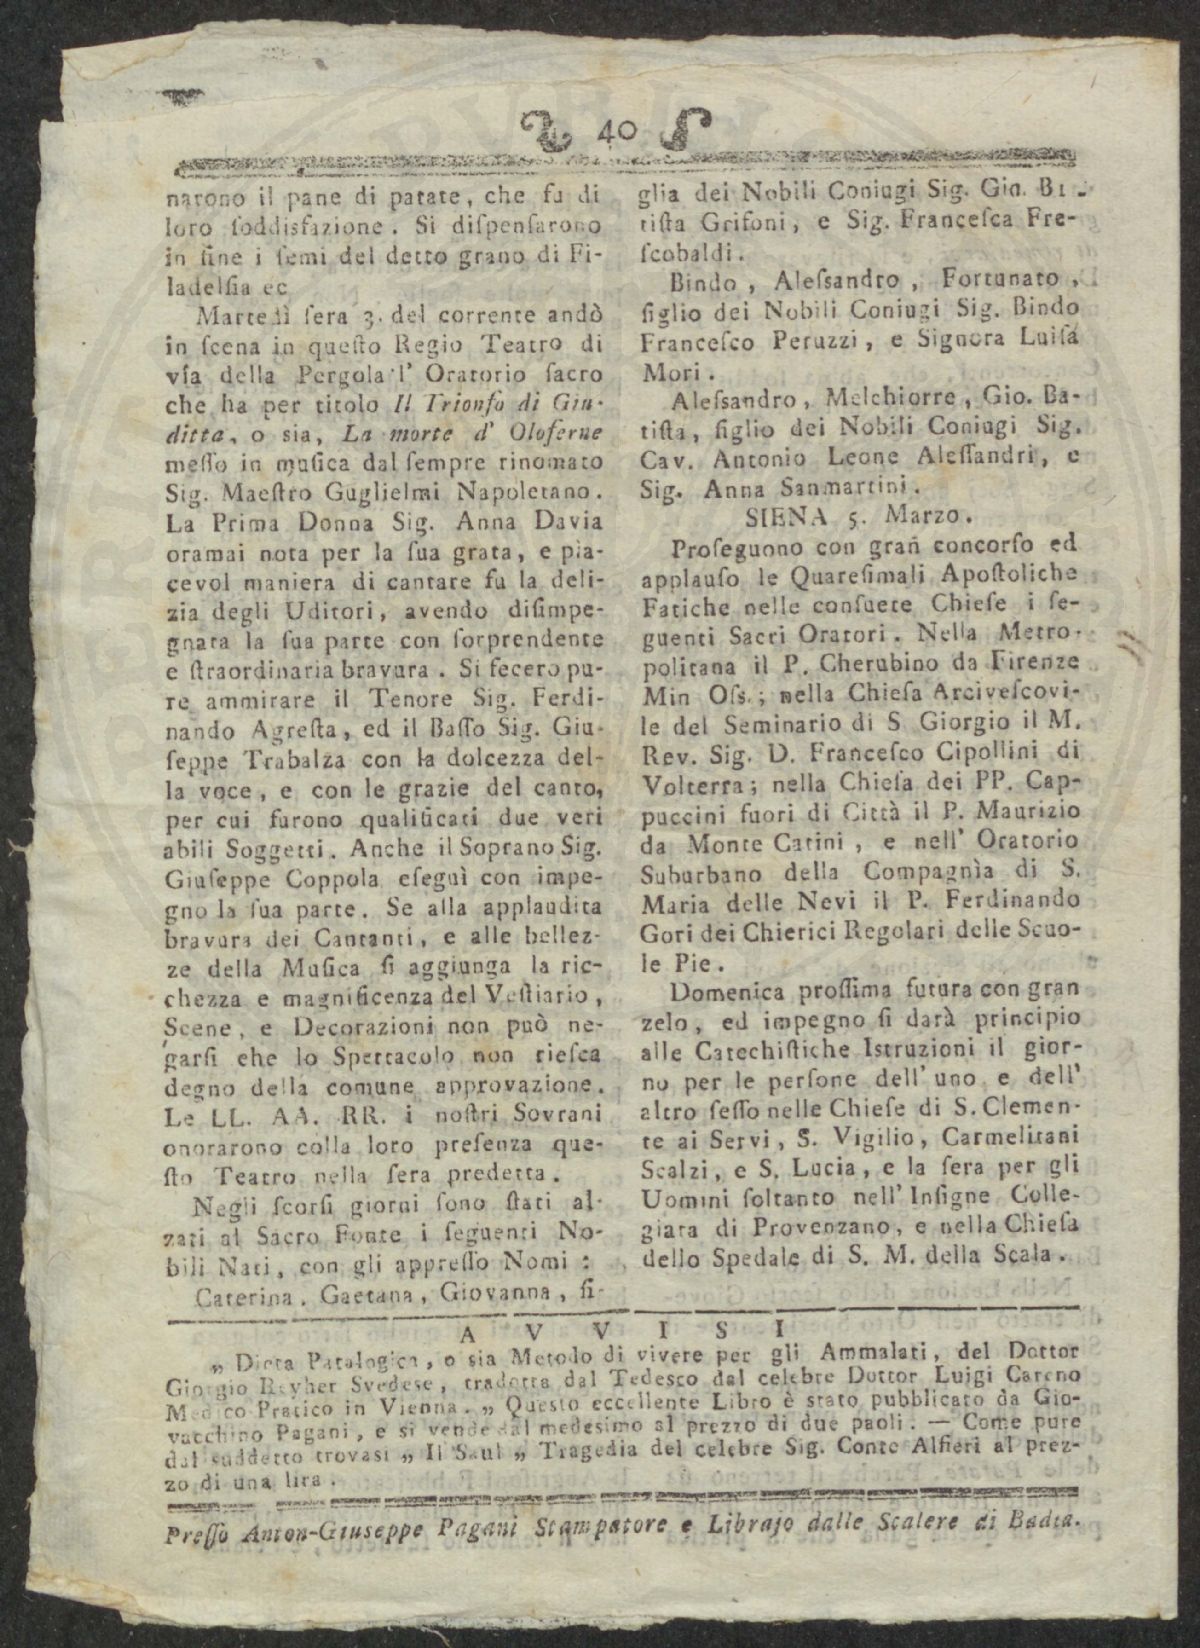 40
narono il pane di patate, che fu di
loro ſoddisfazione. Si diſpenſarono
in fine i ſemi del detto grano di Fi-
ladelfia ec
Martedì ſera 3. del corrente andò
in ſcena in queſto Regio Teatro di
vía della Pergola l' Oratorio ſacro
che ha per titolo Il Trionfo di Giu-
ditta, o sia, La morte d' Oloferne
meſſo in muſica dal ſempre rinomato
Sig. Maeſtro Guglielmi Napoletano.
La Prima Donna Sig. Anna Davia
oramai nota per la ſua grata, e pia-
cevol maniera di cantare fu la deli-
zia degli Uditori, avendo diſimpe-
gnata la ſua parte con ſorprendente
e ſtraordinaria bravura. Si fecero pu-
re ammirare il Tenore Sig. Ferdi-
nando Agreſta, ed il Baſſo Sig. Giu-
ſeppe Trabalza con la dolcezza del-
la voce, e con le grazie del canto,
per cui furono qualificati due veri
abili Soggetti. Anche il Soprano Sig.
Giuſeppe Coppola eſeguì con impe-
gno la ſua parte. Se alla applaudita
bravura dei Cantanti, e alle bellez-
ze della Muſica ſi aggiunga la ric-
chezza e magnificenza del Veſtiario,
Scene, e Decorazioni non può ne-
garſi che lo Spettacolo non rieſca
degno della comune approvazione.
Le LL. AA. RR. i noſtri Sovrani
onorarono colla loro preſenza que-
ſto Teatro nella ſera predetta.
Negli ſcorſi giorni ſono ſtati al-
zati al Sacro Fonte i ſeguenti No-
bili Nati, con gli appreſſo Nomi:
Caterina, Gaetana, Giovanna, fi-
glia dei Nobili Coniugi Sig. Gio. Bt-
tiſta Grifoni, e Sig. Franceſca Fre-
ſcobaldi.
Bindo, Aleſſandro, Fortunato,
figlio dei Nobili Coniugi Sig. Bindo
Franceſco Peruzzi, e Signora Luiſa
Mori.
Aleſſandro, Melchiorre, Gio. Ba-
tiſta, figlio dei Nobili Coniugi Sig.
Cav. Antonio Leone Aleſſandri, e
Sig. Anna Sanmartini.
SIENA 5. Marzo.
Proſeguono con gran concorſo ed
applauſo le Quareſimali Apoſtoliche
Fatiche nelle conſuete Chieſe i ſe-
guenti Sacri Oratori. Nella Metro-
politana il P. Cherubino da Firenze
Min Oſſ.; nella Chieſa Arciveſcovi-
le del Seminario di S Giorgio il M.
Rev. Sig. D. Franceſco Cipollini di
Volterra; nella Chieſa dei PP. Cap-
puccini fuori di Città il P. Maurizio
da Monte Catini, e nell' Oratorio
Suburbano della Compagnìa di S.
Maria delle Nevi il P. Ferdinando
Gori dei Chierici Regolari delle Scuo-
le Pie.
Domenica proſſima futura con gran
zelo, ed impegno ſi darà principio
alle Catechiſtiche Istruzioni il gior-
no per le perſone dell' uno e dell'
altro ſeſſo nelle Chieſe di S. Clemen-
te ai Servi, S. Vigilio, Carmelitani
Scalzi, e S. Lucia, e la ſera per gli
Uomini ſoltanto nell' Inſigne Colle-
giata di Provenzano, e nella Chieſa
dello Spedale di S. M. della Scala.
A V V I S I
„ Dieta Patalogica, o sia Metodo di vivere per gli Ammalati, del Dottor
Giorgio Reyher Svedese, tradotta dal Tedesco dal celebre Dottor Luigi Careno
Medico Pratico in Vienna. „ Questo eccellente Libro è stato pubblicato da Gio-
vacchino Pagani, e si vende dal medesimo al prezzo di due paoli. — Come pure
dal suddetto trovasi „ Il Saul „ Tragedia del celebre Sig. Conte Alfieri al prez-
zo di una lira.
Preſſo Anton-Giuseppe Pagani Stampatore e Librajo dalle Scalere di Badia.